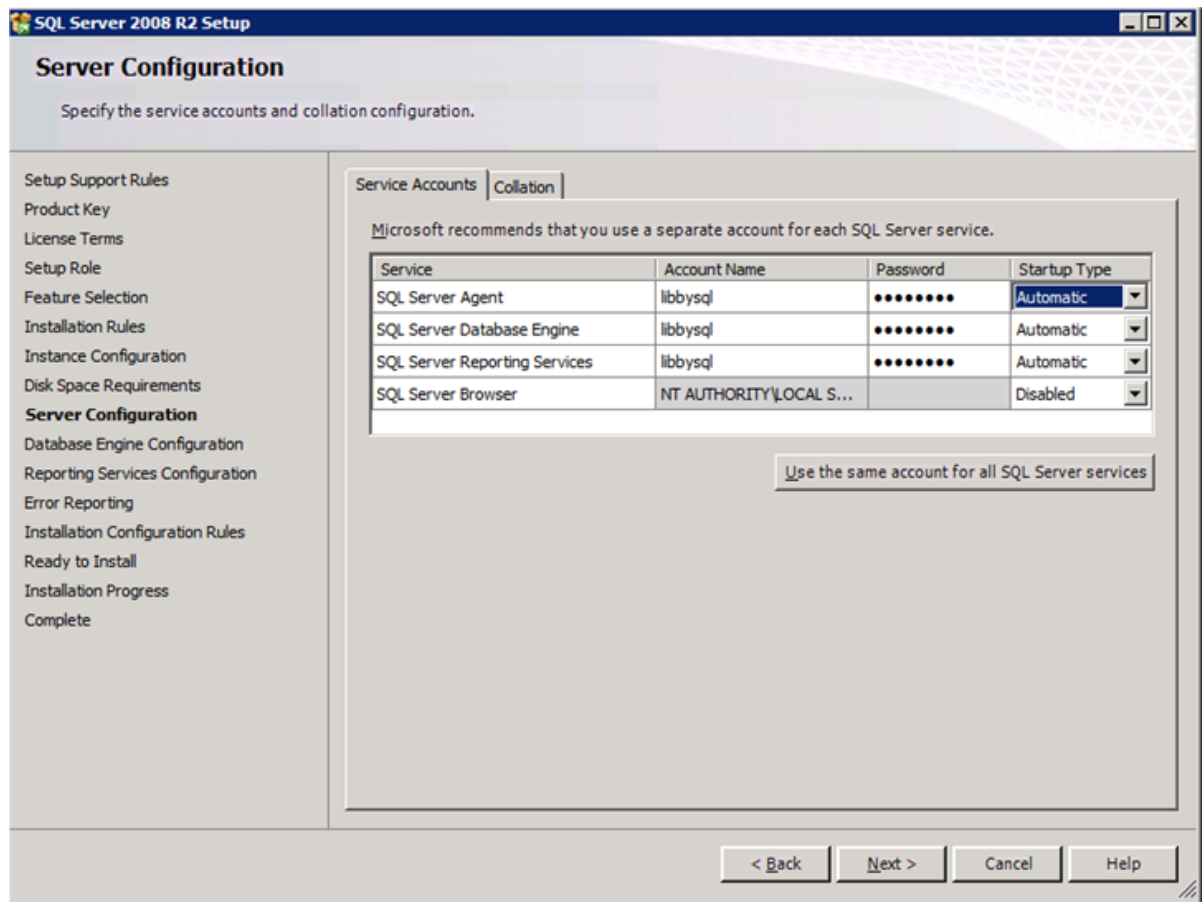 SQL Server 2008 R2 Setup
Server Configuration
Specify the service accounts and collation configuration.
Setup Support Rules
Product Key
License Terms
Setup Role
Feature Selection
Installation Rules
Instance Configuration
Disk Space Requirements
Server Configuration
Database Engine Configuration
Reporting Services Configuration
Error Reporting
Installation Configuration Rules
Ready to Install
Installation Progress
Complete
Service Accounts Collation
Microsoft recommends that you use a separate account for each SQL Server service.
Service Account Name Password Startup Type
SQL Server Agent libbysql ●●●●●●●● Automatic
SQL Server Database Engine libbysql ●●●●●●●● Automatic
SQL Server Reporting Services libbysql ●●●●●●●● Automatic
SQL Server Browser NT AUTHORITY\LOCAL S... Disabled
Use the same account for all SQL Server services
< Back Next > Cancel Help